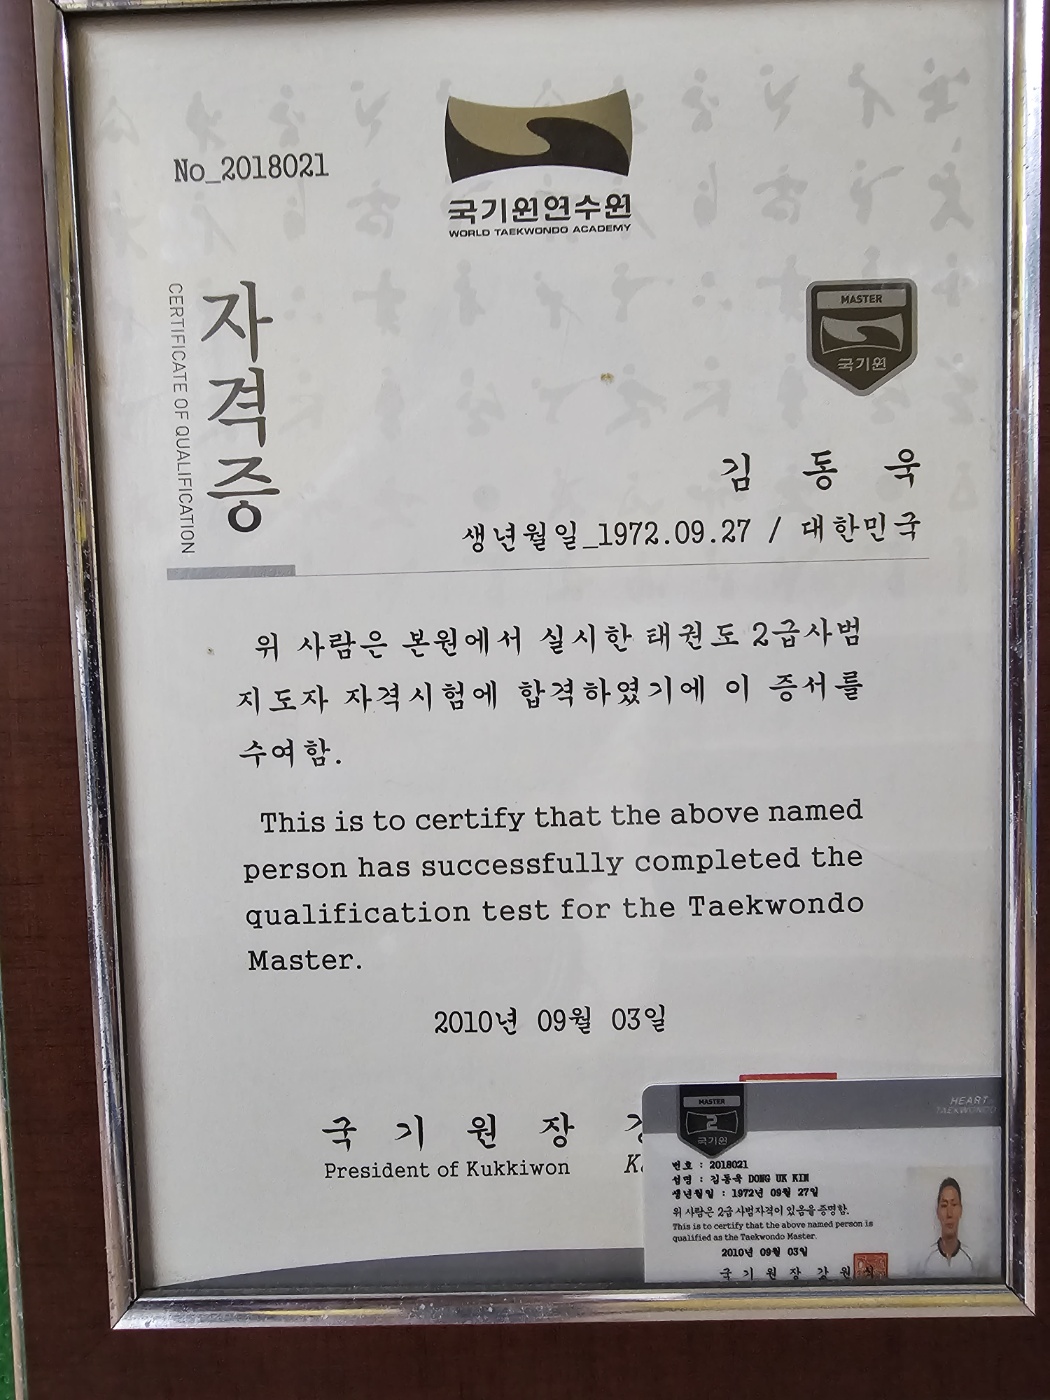 No_2018021
국기원연수원
WORLD TAEKWONDO ACADEMY
자격증
CERTIFICATE OF QUALIFICATION
MASTER
국기원
김 동 욱
생년월일_1972.09.27 / 대한민국
위 사람은 본원에서 실시한 태권도 2급사범
지도자 자격시험에 합격하였기에 이 증서를
수여함.
This is to certify that the above named
person has successfully completed the
qualification test for the Taekwondo
Master.
2010년 09월 03일
국 기 원 장
President of Kukkiwon
MASTER
2
국기원
HEART
TAEKWONDO
번호 : 2018021
성명 : 김동욱 DONG UK KIM
생년월일 : 1972년 09월 27일
위 사람은 2급 사범자격이 있음을 증명함.
This is to certify that the above named person is
qualified as the Taekwondo Master.
2010년 09월 03일
국 기 원 장 강 원 식